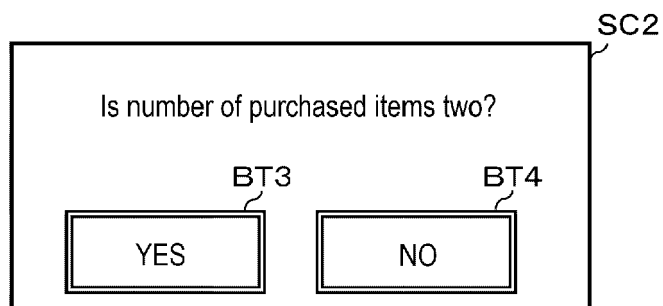 SC2
Is number of purchased items two?
BT3 BT4
YES NO